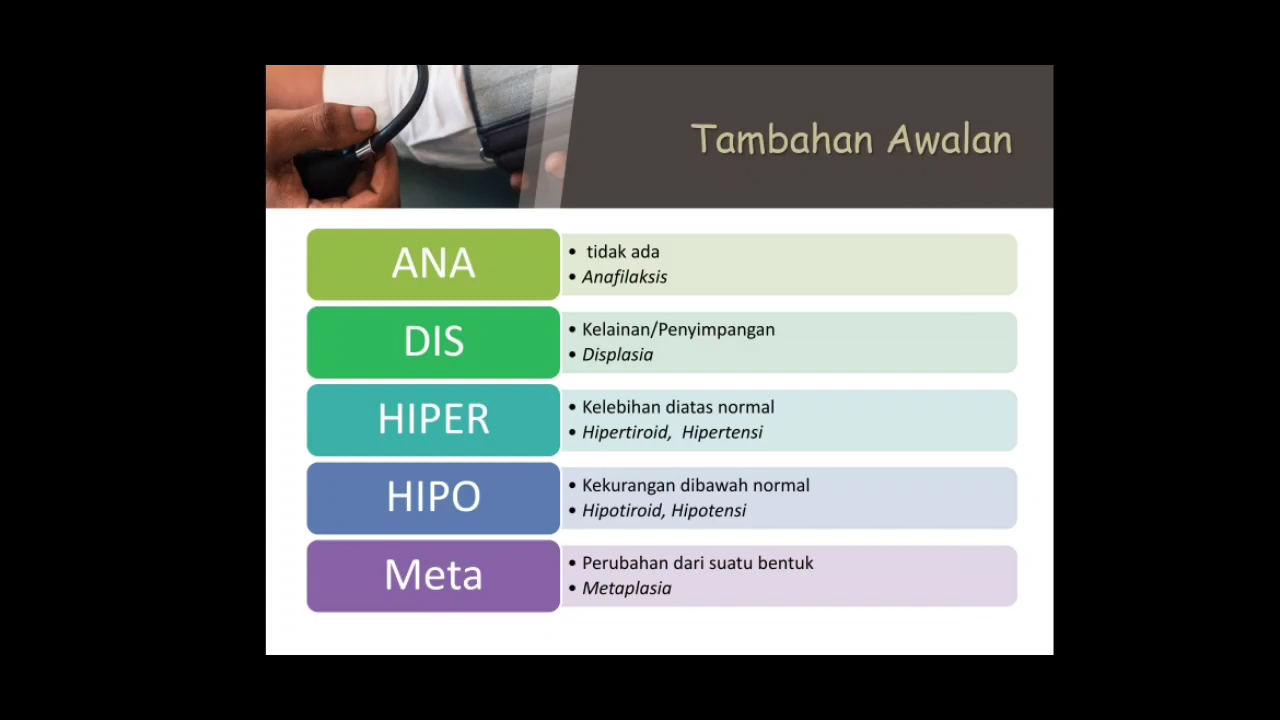 Tambahan Awalan
ANA
• tidak ada
• Anafilaksis
DIS
• Kelainan/Penyimpangan
• Displasia
HIPER
• Kelebihan diatas normal
• Hipertiroid, Hipertensi
HIPO
• Kekurangan dibawah normal
• Hipotiroid, Hipotensi
Meta
• Perubahan dari suatu bentuk
• Metaplasia